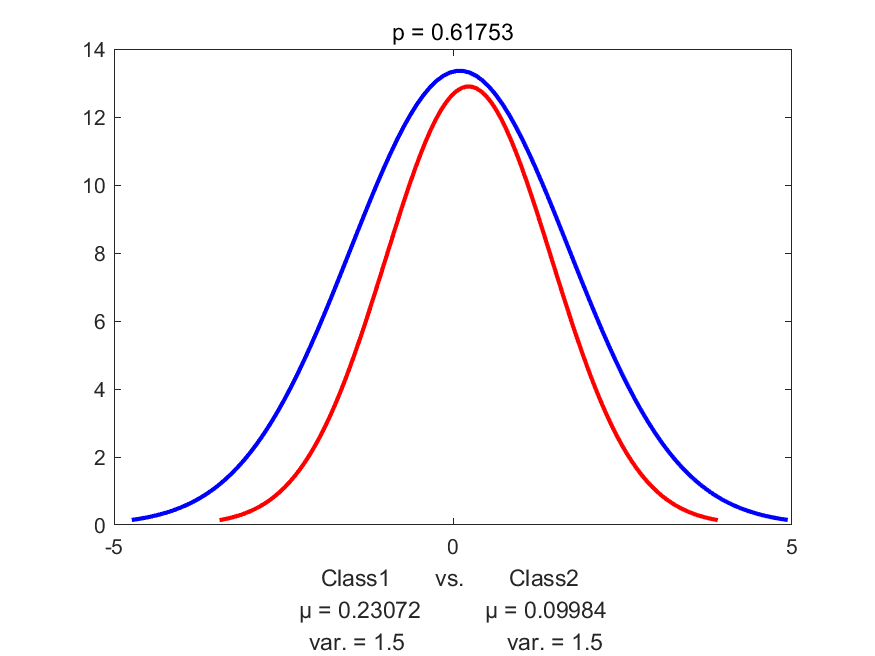 p = 0.61753
14
12
10
8
6
4
2
0
-5 0 5
Class1 vs. Class2
μ = 0.23072 μ = 0.09984
var. = 1.5 var. = 1.5